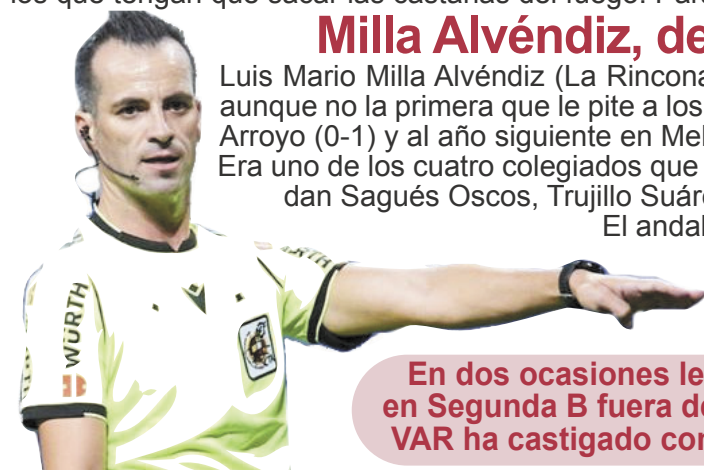 los que tengan que sacar las castañas del fuego. Par
Milla Alvéndiz, de
Luis Mario Milla Alvéndiz (La Rincona
aunque no la primera que le pite a los
Arroyo (0-1) y al año siguiente en Mel
Era uno de los cuatro colegiados que
dan Sagués Oscos, Trujillo Suár
El andal
WÜRTH
WÜRTH
En dos ocasiones le
en Segunda B fuera d
VAR ha castigado con